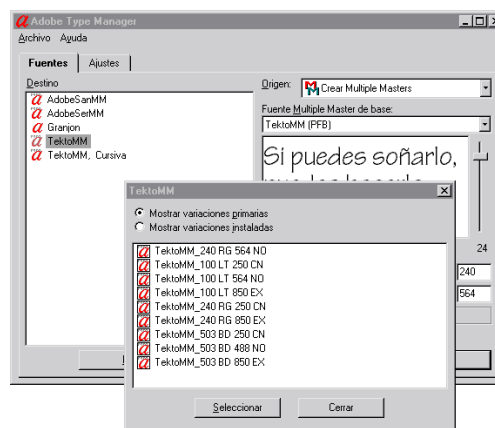 Adobe Type Manager
Archivo Ayuda
Fuentes Ajustes
Destino
AdobeSanMM
AdobeSerMM
Granjon
TektoMM
TektoMM, Cursiva
Origen: Crear Multiple Masters
Fuente Multiple Master de base:
TektoMM (PFB)
Si puedes soñarlo,
24
240
564
TektoMM
Mostrar variaciones primarias
Mostrar variaciones instaladas
TektoMM_240 RG 564 NO
TektoMM_100 LT 250 CN
TektoMM_100 LT 564 NO
TektoMM_100 LT 850 EX
TektoMM_240 RG 250 CN
TektoMM_240 RG 850 EX
TektoMM_503 BD 250 CN
TektoMM_503 BD 488 NO
TektoMM_503 BD 850 EX
Seleccionar Cerrar